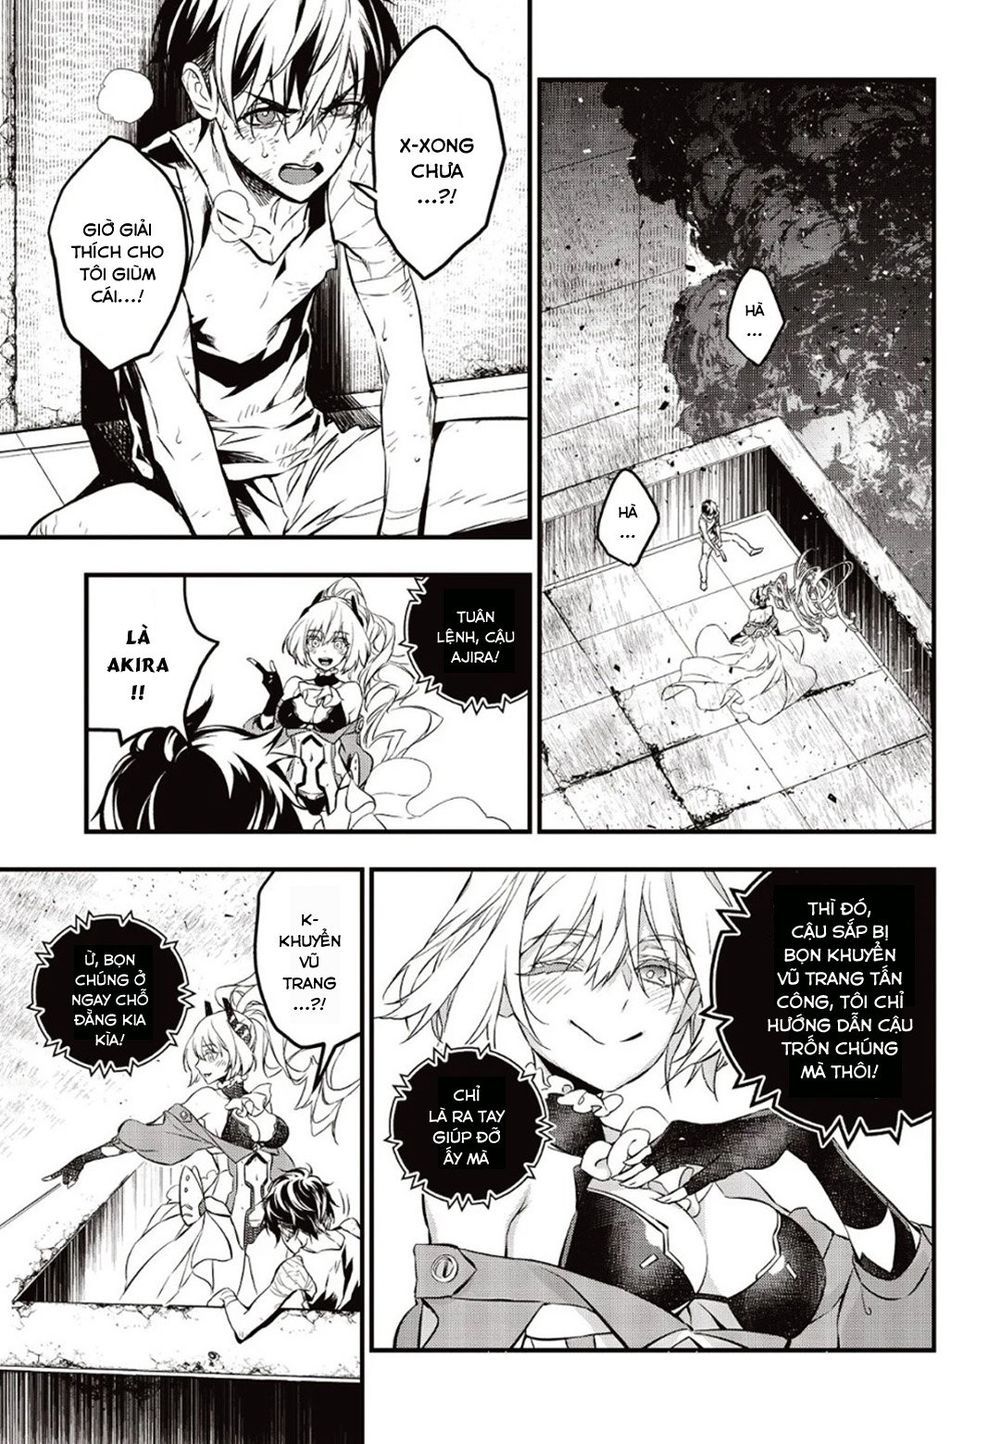 HÃ
...
HÃ
...
X-XONG
CHƯA
...?!
GIỜ GIẢI
THÍCH CHO
TÔI GIÙM
CÁI...!
TUÂN
LỆNH, CẬU
AJIRA!
LÀ
AKIRA
!!
THÌ ĐÓ,
CẬU SẮP BỊ
BỌN KHUYỂN
VŨ TRANG TẤN
CÔNG, TÔI CHỈ
HƯỚNG DẪN CẬU
TRỐN CHÚNG
MÀ THÔI!
CHỈ
LÀ RA TAY
GIÚP ĐỠ
ẤY MÀ
K-
KHUYỂN
VŨ
TRANG
...?!
Ừ, BỌN
CHÚNG Ở
NGAY CHỖ
ĐẰNG KIA
KÌA!